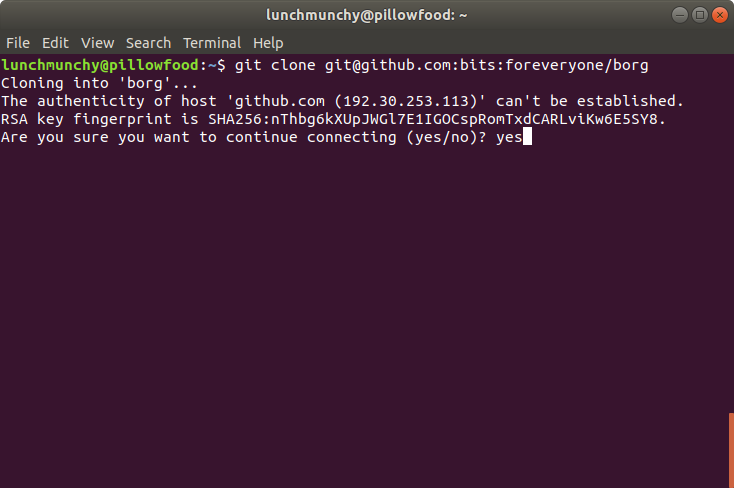 lunchmunchy@pillowfood: ~
File Edit View Search Terminal Help
lunchmunchy@pillowfood:~$ git clone git@github.com:bits:foreveryone/borg
Cloning into 'borg'...
The authenticity of host 'github.com (192.30.253.113)' can't be established.
RSA key fingerprint is SHA256:nThbg6kXUpJWGl7E1IGOCspRomTxdCARLviKw6E5SY8.
Are you sure you want to continue connecting (yes/no)? yes